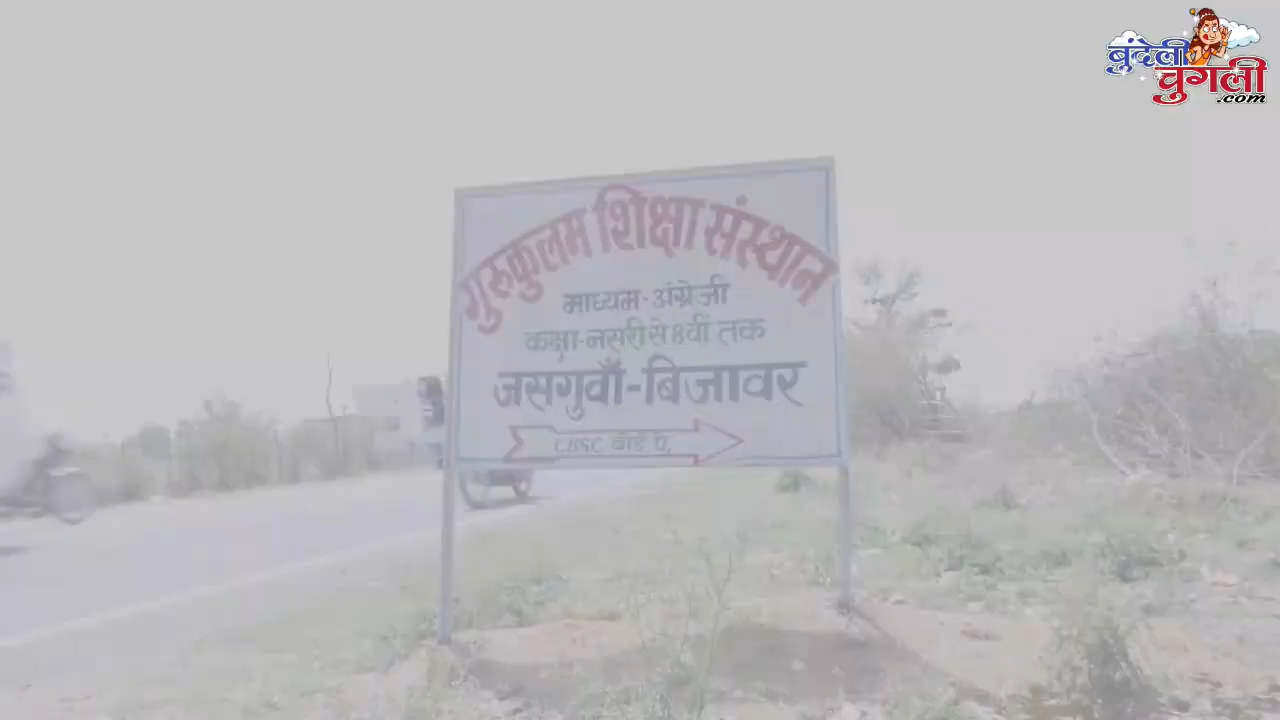 बुंदेली
चुगली
.com
गुरुकुलम शिक्षा संस्थान
माध्यम-अंग्रेजी
कक्षा-नर्सरी से 8वीं तक
जसगुवाँ-बिजावर
CBSC बोर्ड